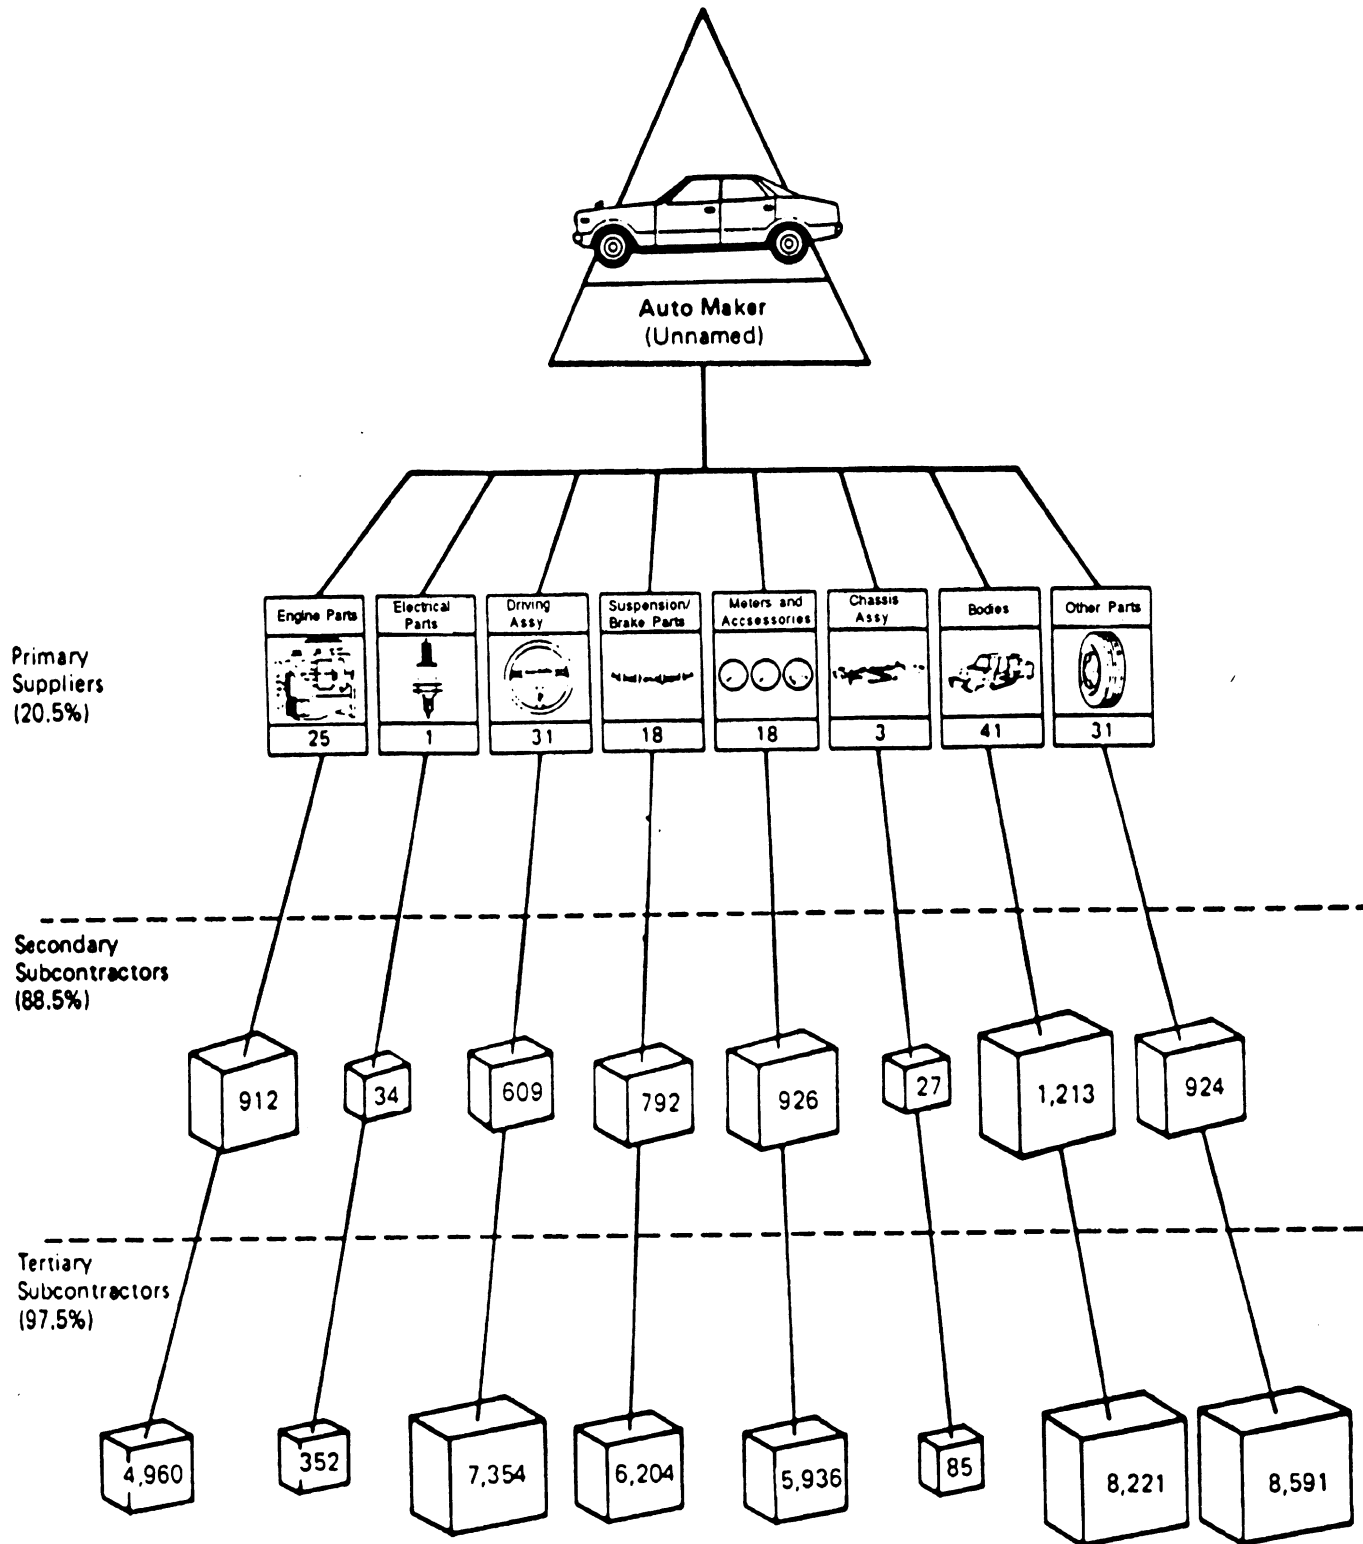 Auto Maker
(Unnamed)
Engine Parts
Electrical
Parts
Driving
Assy
Suspension/
Brake Parts
Meters and
Accsessories
Chassis
Assy
Bodies
Other Parts
Primary
Suppliers
(20.5%)
25
1
31
18
18
3
41
31
Secondary
Subcontractors
(88.5%)
912
34
609
792
926
27
1,213
924
Tertiary
Subcontractors
(97.5%)
4,960
352
7,354
6,204
5,936
85
8,221
8,591